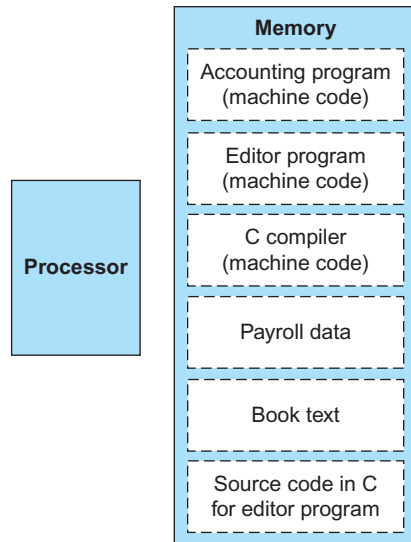 Memory
Accounting program
(machine code)
Editor program
(machine code)
C compiler
(machine code)
Processor
Payroll data
Book text
Source code in C
for editor program